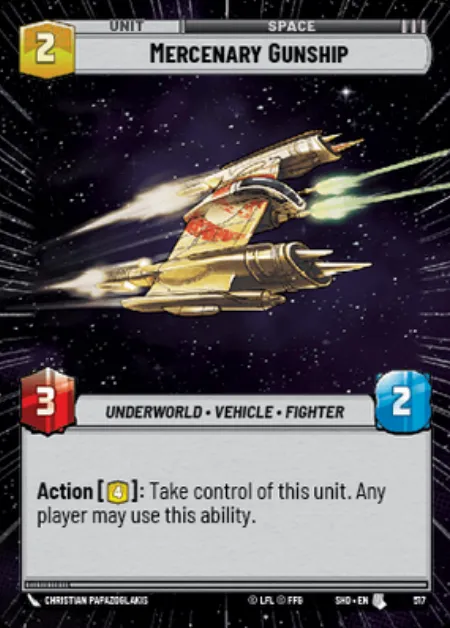 UNIT SPACE
2 MERCENARY GUNSHIP
3 UNDERWORLD • VEHICLE • FIGHTER 2
Action [4]: Take control of this unit. Any
player may use this ability.
CHRISTIAN PAPAZOGLAKIS © LFL © FFG SHD • EN 517